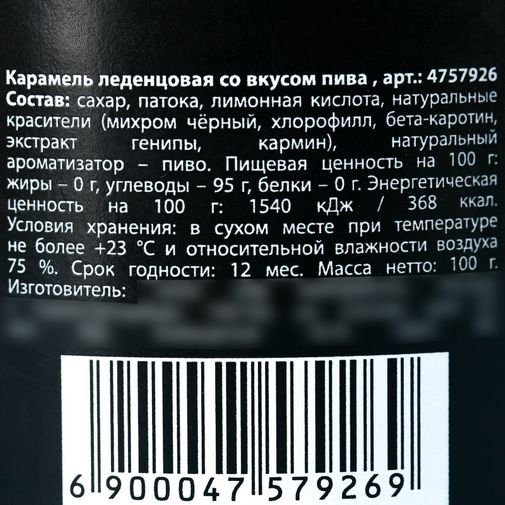 Карамель леденцовая со вкусом пива , арт.: 4757926
Состав: сахар, патока, лимонная кислота, натуральные
красители (михром чёрный, хлорофилл, бета-каротин,
экстракт генипы, кармин), натуральный
ароматизатор – пиво. Пищевая ценность на 100 г:
жиры – 0 г, углеводы – 95 г, белки – 0 г. Энергетическая
ценность на 100 г: 1540 кДж / 368 ккал.
Условия хранения: в сухом месте при температуре
не более +23 °C и относительной влажности воздуха
75 %. Срок годности: 12 мес. Масса нетто: 100 г.
Изготовитель:
6 900047 579269